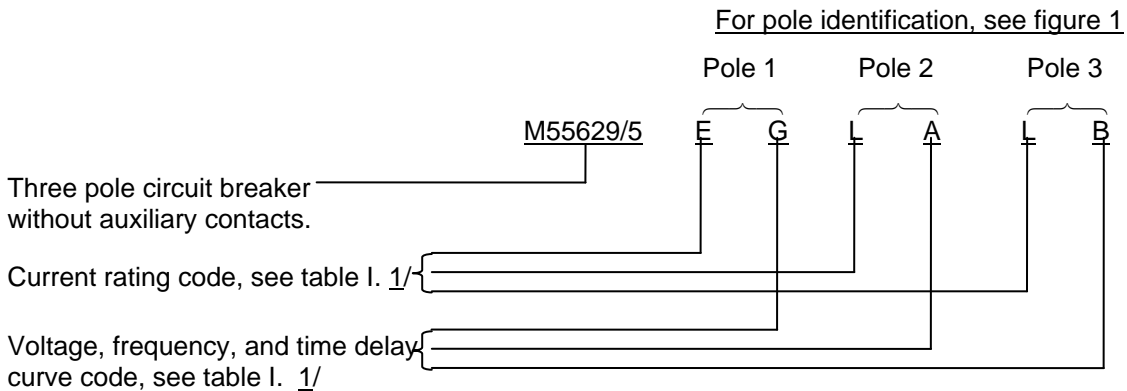 For pole identification, see figure 1
Pole 1 Pole 2 Pole 3
M55629/5 E G L A L B
Three pole circuit breaker
without auxiliary contacts.
Current rating code, see table I. 1/
Voltage, frequency, and time delay
curve code, see table I. 1/